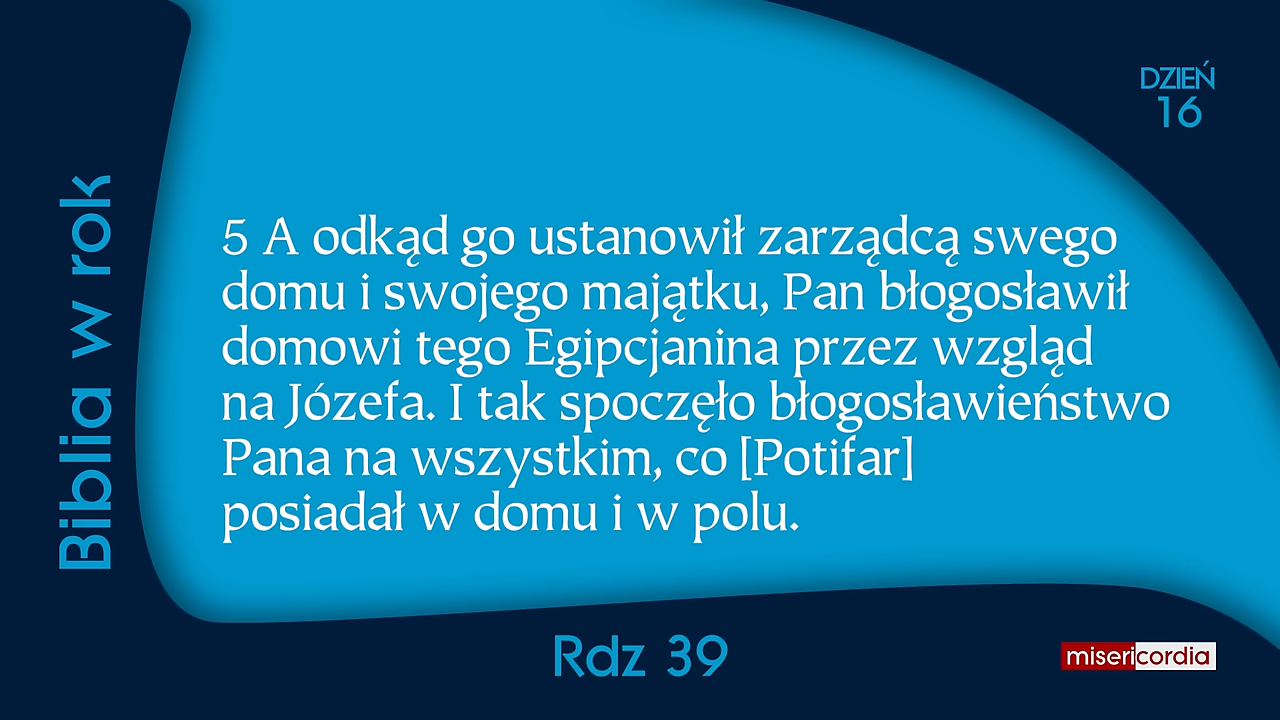 DZIEŃ
16
Biblia w rok
5 A odkąd go ustanowił zarządcą swego
domu i swojego majątku, Pan błogosławił
domowi tego Egipcjanina przez wzgląd
na Józefa. I tak spoczęło błogosławieństwo
Pana na wszystkim, co [Potifar]
posiadał w domu i w polu.
Rdz 39
misericordia